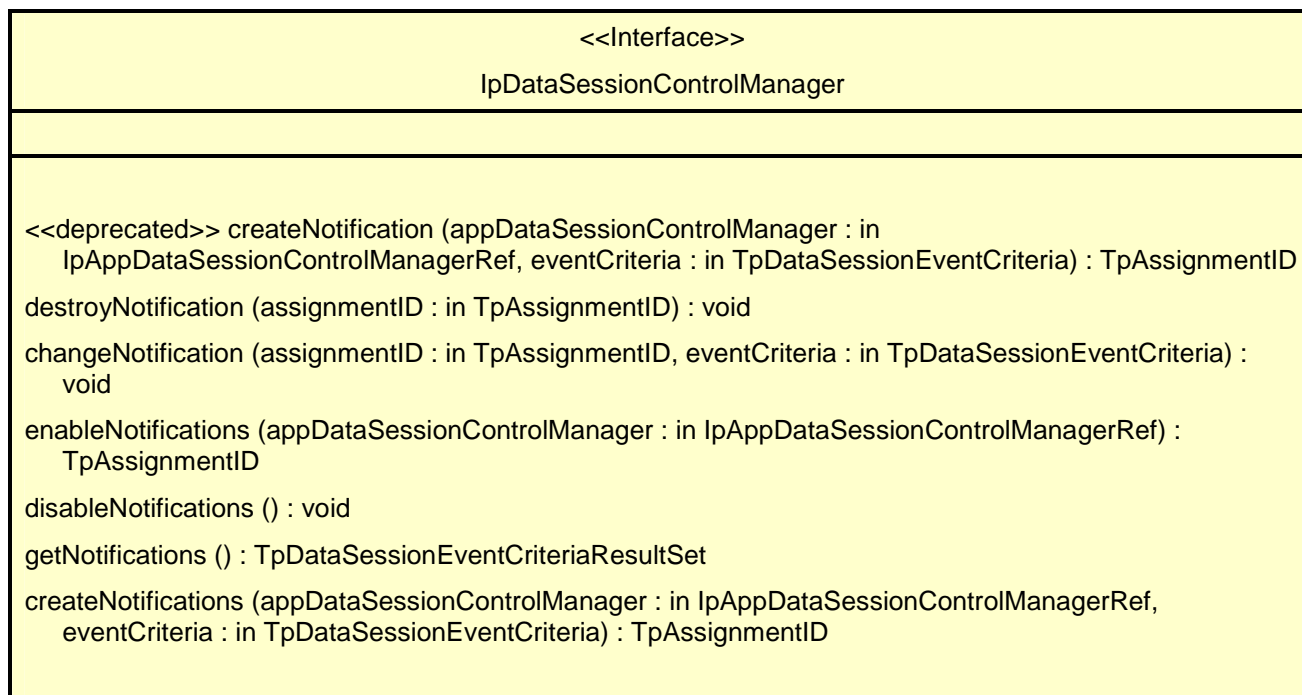 <<Interface>>
IpDataSessionControlManager
<<deprecated>> createNotification (appDataSessionControlManager : in
IpAppDataSessionControlManagerRef, eventCriteria : in TpDataSessionEventCriteria) : TpAssignmentID
destroyNotification (assignmentID : in TpAssignmentID) : void
changeNotification (assignmentID : in TpAssignmentID, eventCriteria : in TpDataSessionEventCriteria) :
void
enableNotifications (appDataSessionControlManager : in IpAppDataSessionControlManagerRef) :
TpAssignmentID
disableNotifications () : void
getNotifications () : TpDataSessionEventCriteriaResultSet
createNotifications (appDataSessionControlManager : in IpAppDataSessionControlManagerRef,
eventCriteria : in TpDataSessionEventCriteria) : TpAssignmentID